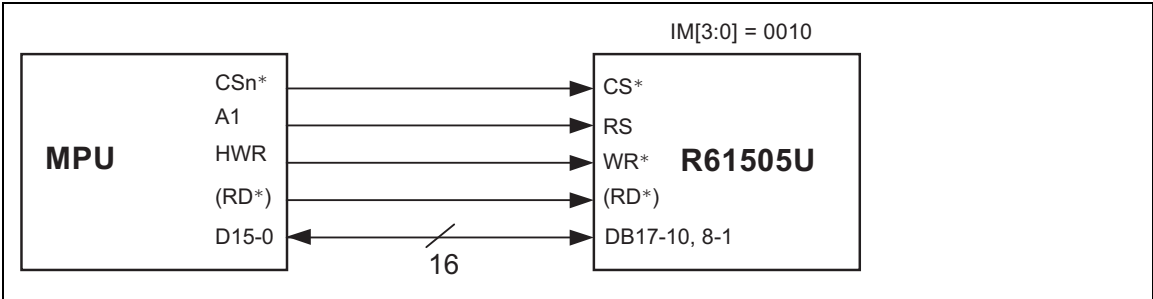 IM[3:0] = 0010
CSn* CS*
A1 RS
MPU HWR WR* R61505U
(RD*) (RD*)
D15-0 DB17-10, 8-1
16